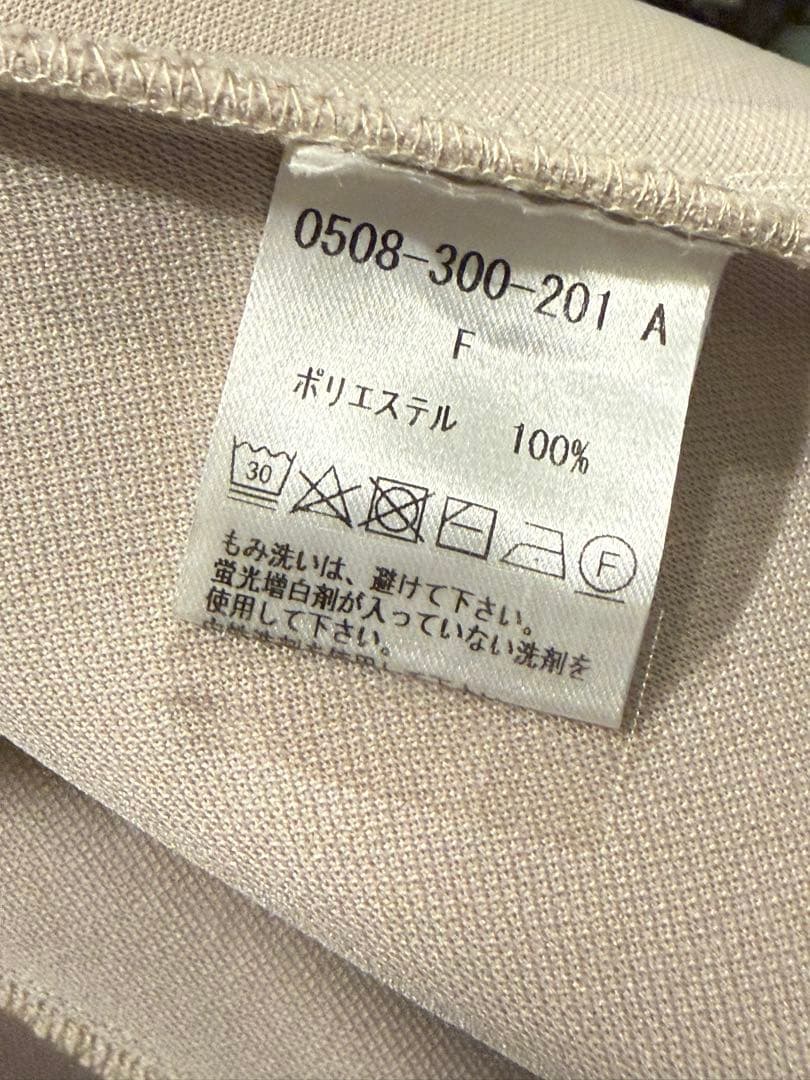 0508-300-201 A
F
ポリエステル 100%
30
F
もみ洗いは、避けて下さい。
蛍光増白剤が入っていない洗剤を
使用して下さい。